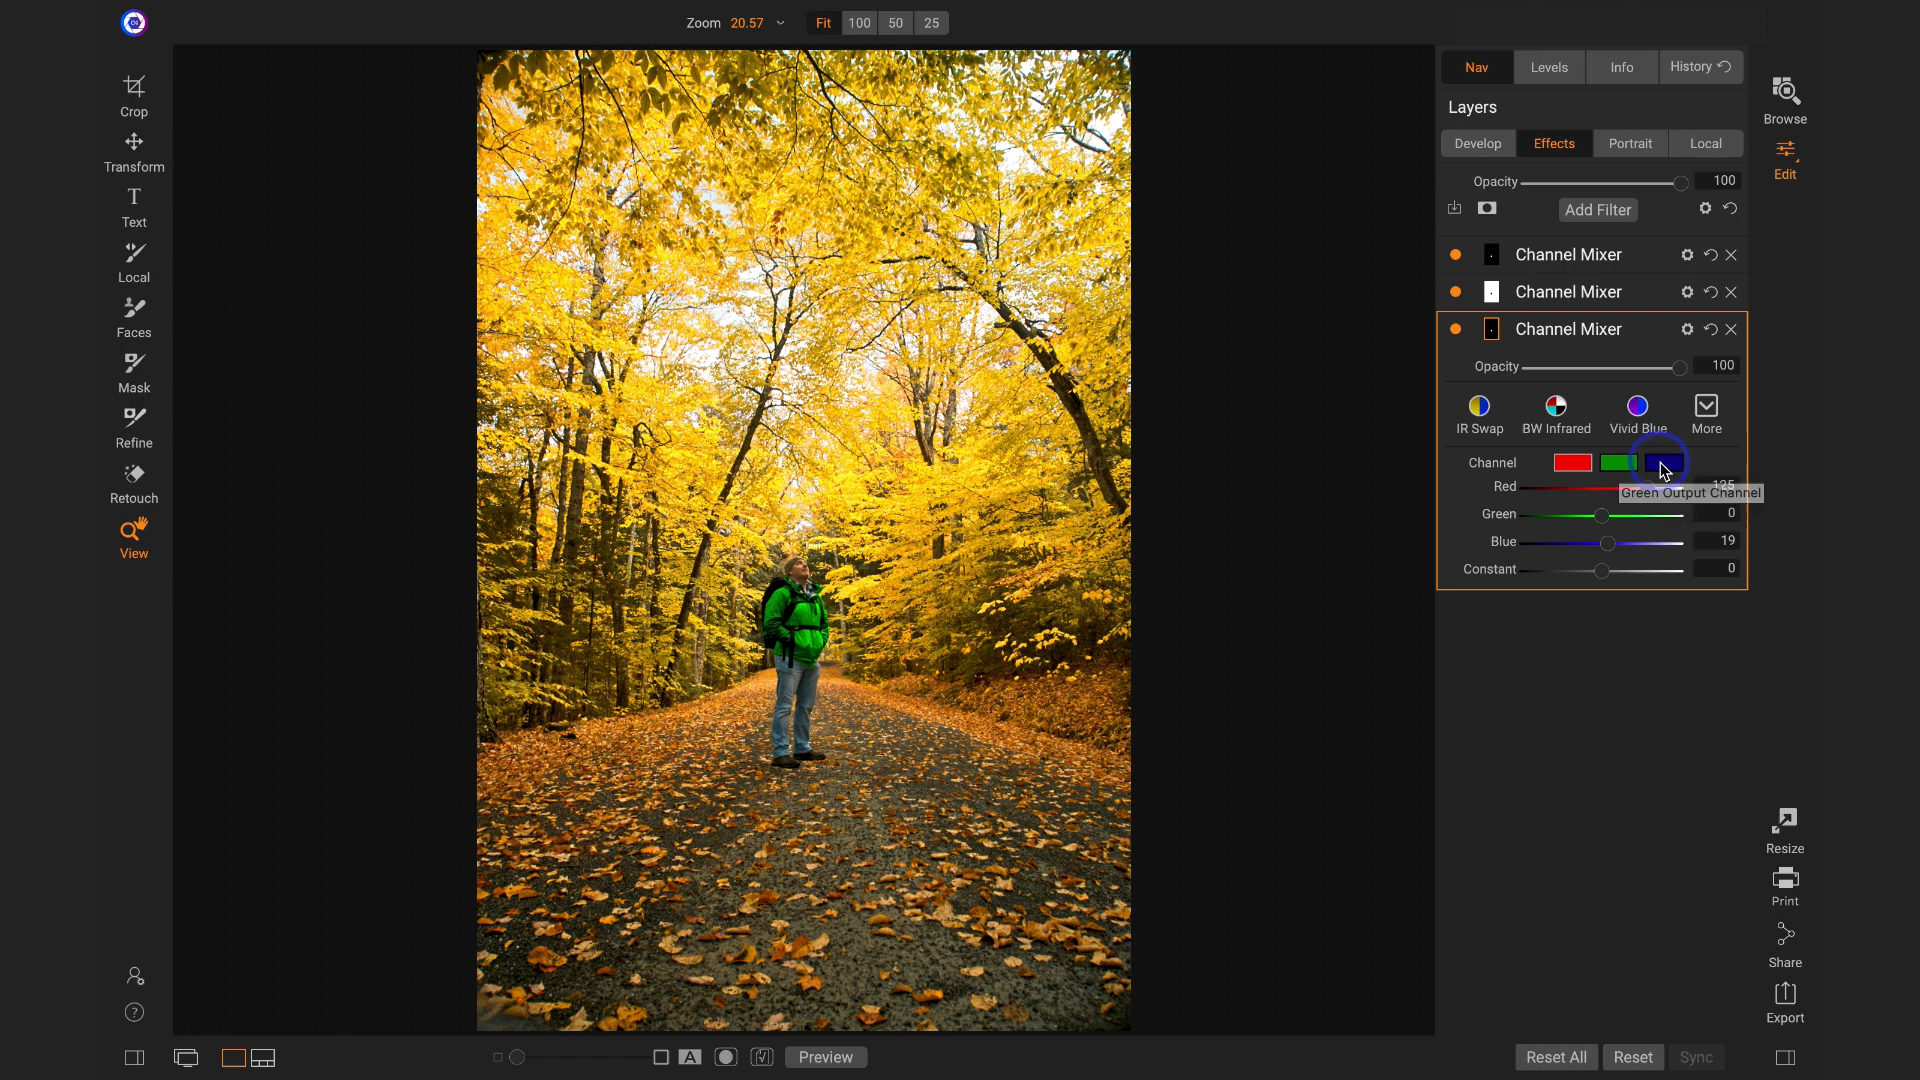 Zoom 20.57 Fit 100 50 25
Crop
Transform
Text
Local
Faces
Mask
Refine
Retouch
View
Nav Levels Info History
Layers
Develop Effects Portrait Local
Opacity 100
Add Filter
Channel Mixer
Channel Mixer
Channel Mixer
Opacity 100
IR Swap BW Infrared Vivid Blue More
Channel
Red 125
Green Output Channel
Green 0
Blue 19
Constant 0
Browse
Edit
Resize
Print
Share
Export
A Preview
Reset All Reset Sync